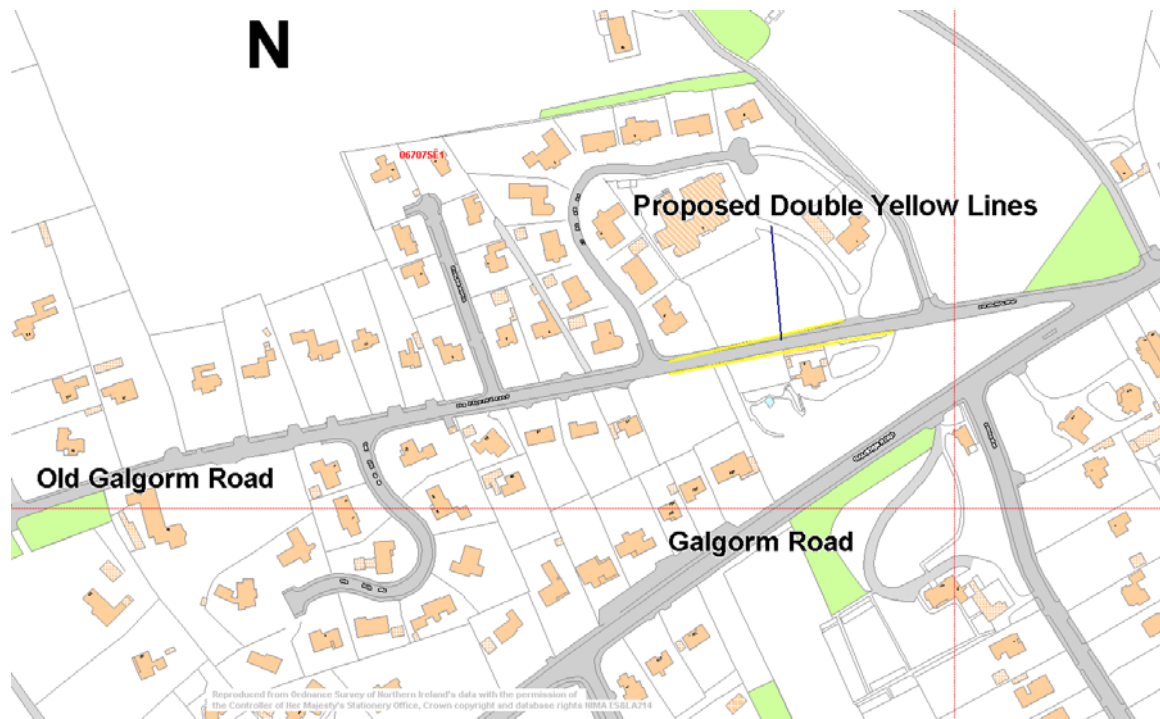 N
06707SE1
Proposed Double Yellow Lines
Old Galgorm Road
Galgorm Road
Reproduced from Ordnance Survey of Northern Ireland's data with the permission of
the Controller of Her Majesty's Stationery Office, Crown copyright and database rights NIMA ES&LA214